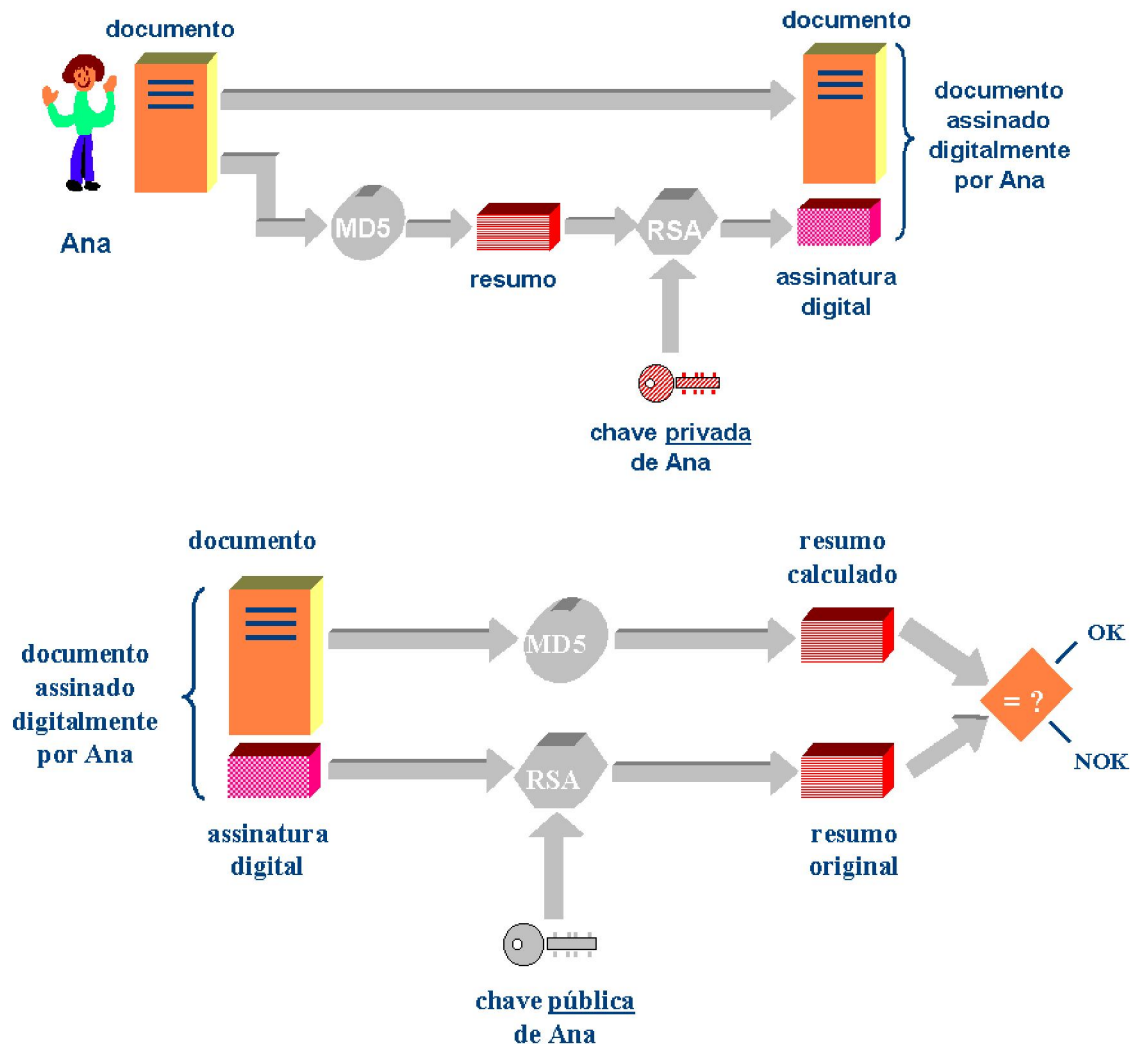 documento
documento
documento
assinado
digitalmente
por Ana
Ana
MD5
resumo
RSA
assinatura
digital
chave privada
de Ana
documento
resumo
calculado
documento
assinado
digitalmente
por Ana
MD5
OK
= ?
NOK
RSA
assinatura
digital
resumo
original
chave pública
de Ana